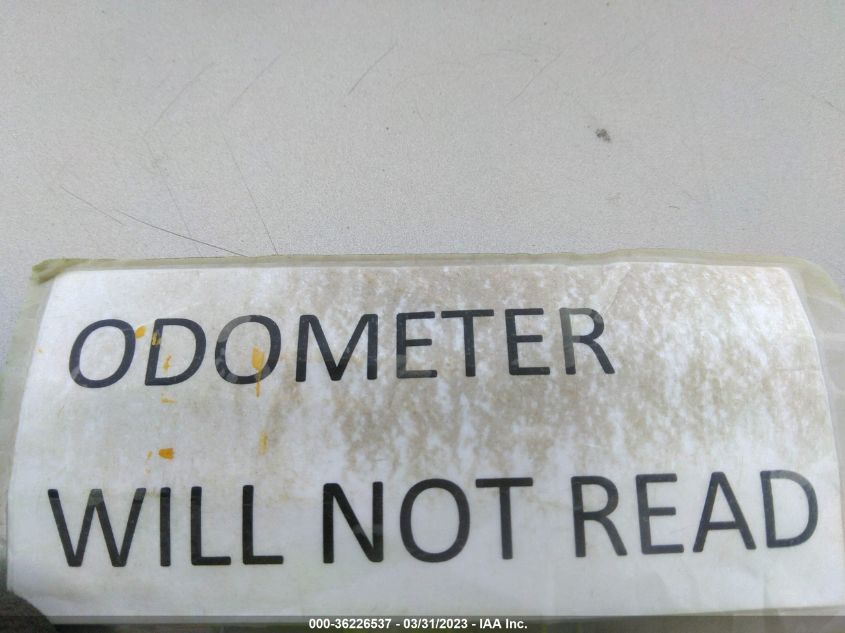 ODOMETER
WILL NOT READ
000-36226537 - 03/31/2023 - IAA Inc.